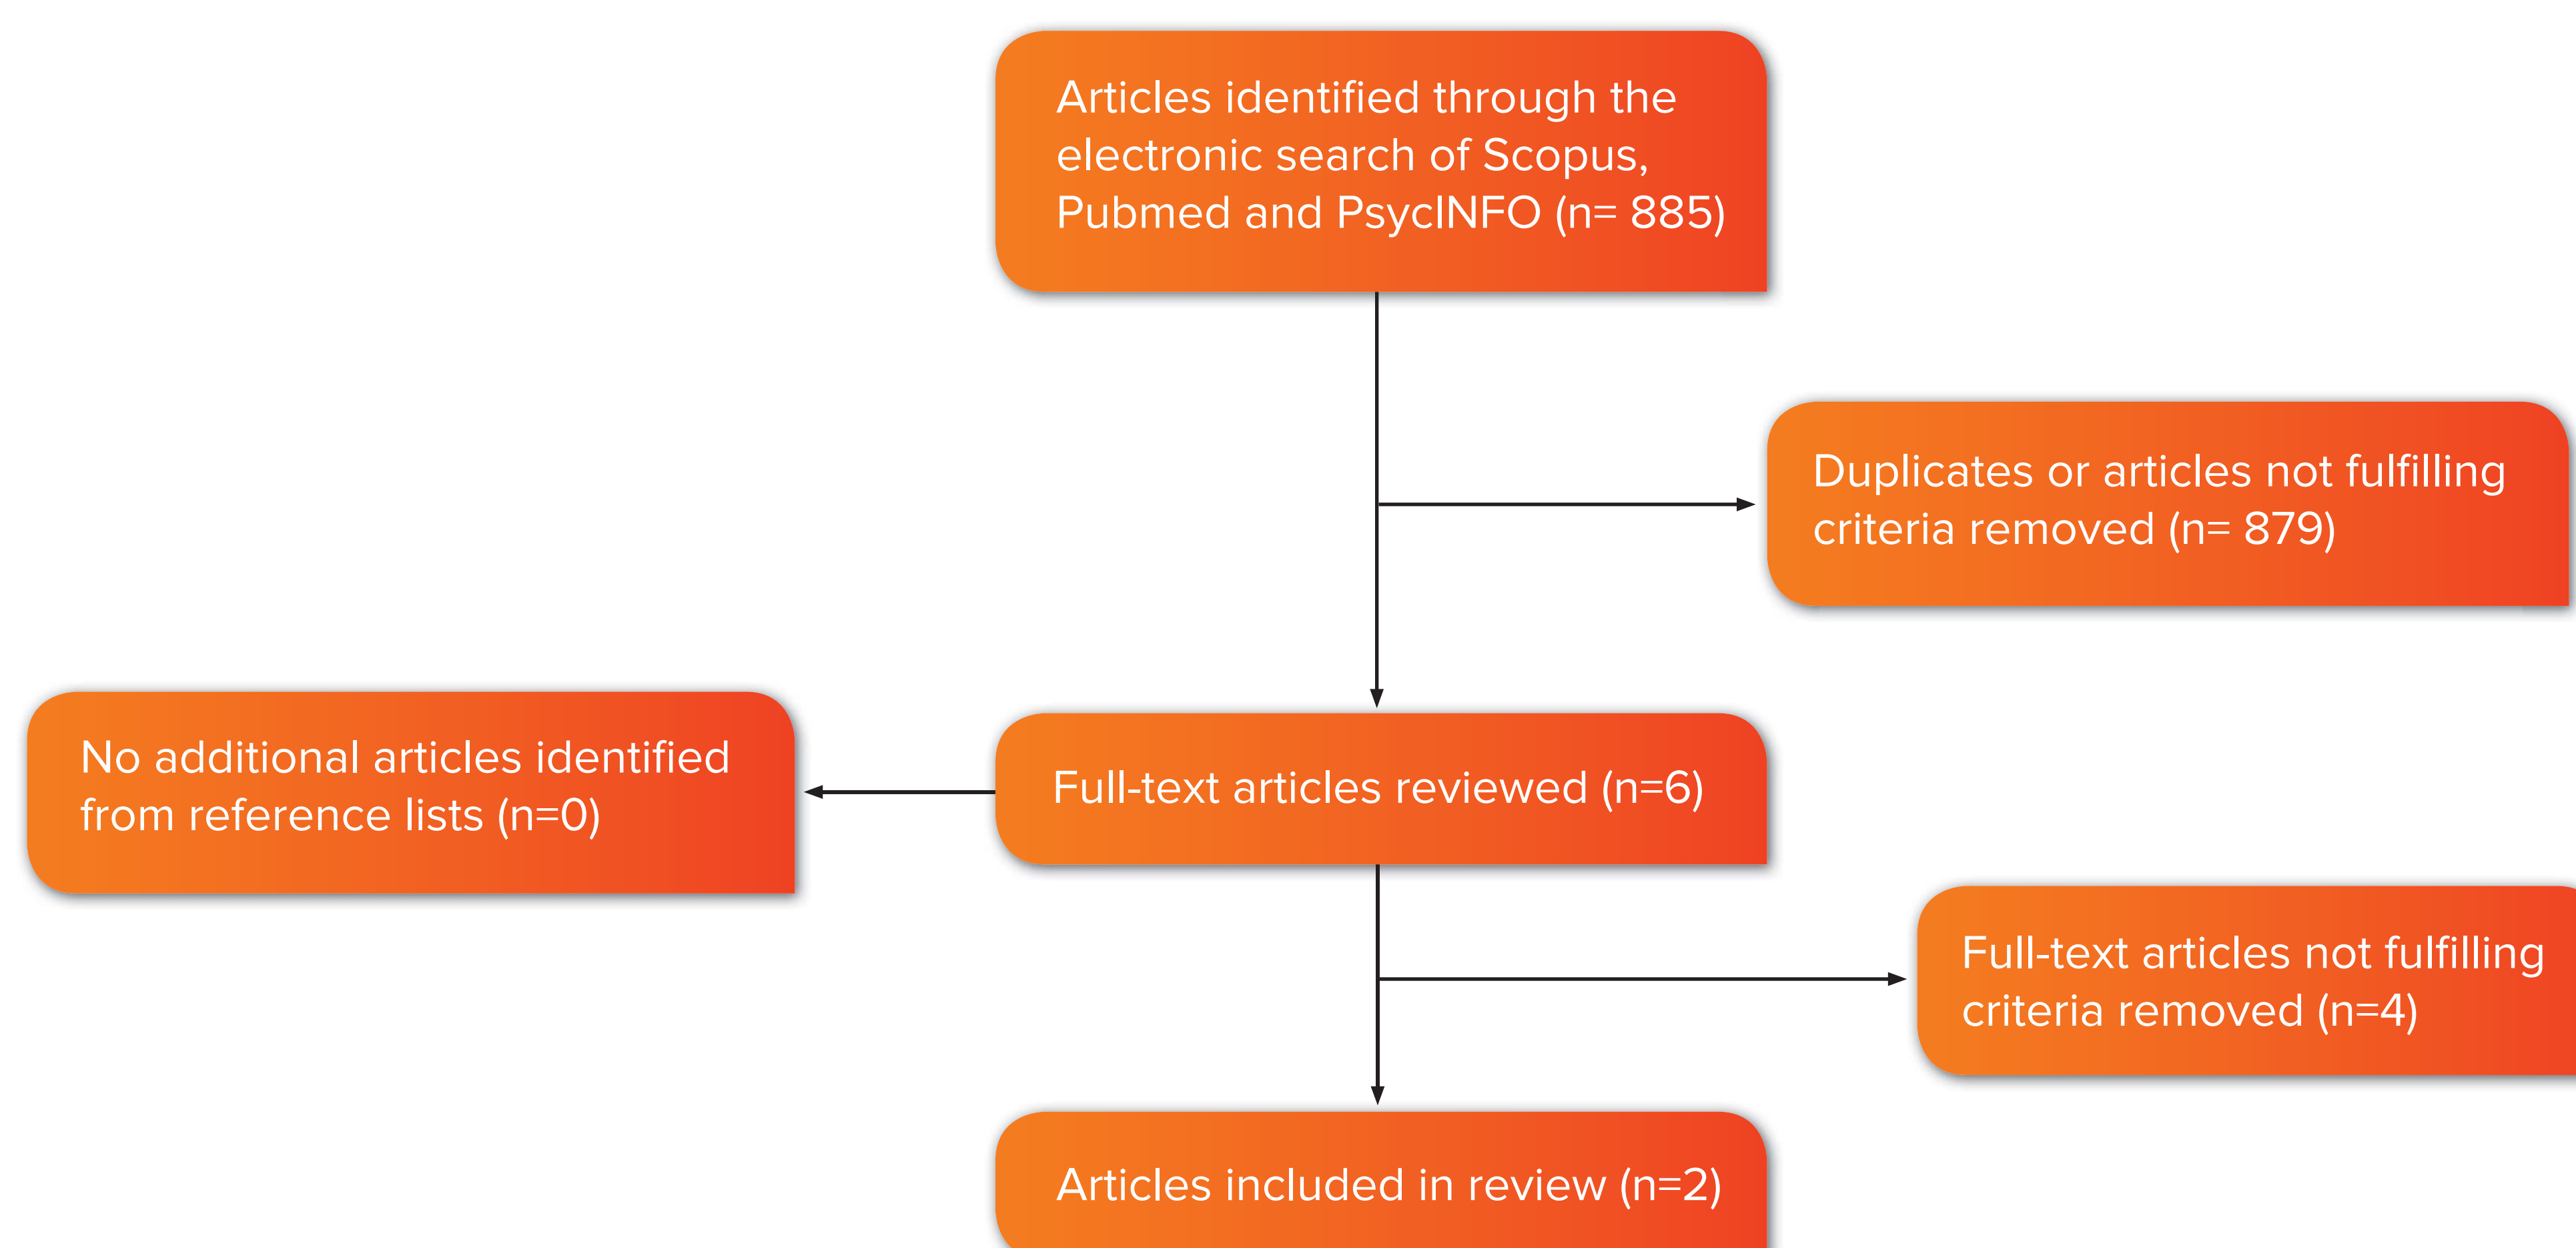 Articles identified through the
electronic search of Scopus,
Pubmed and PsycINFO (n= 885)
Duplicates or articles not fulfilling
criteria removed (n= 879)
No additional articles identified
from reference lists (n=0)
Full-text articles reviewed (n=6)
Full-text articles not fulfilling
criteria removed (n=4)
Articles included in review (n=2)